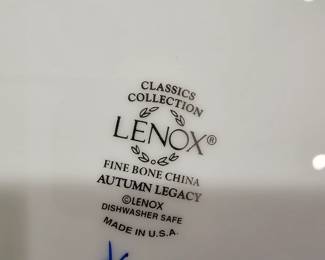 CLASSICS
COLLECTION
LENOX®
FINE BONE CHINA
AUTUMN LEGACY
©LENOX
DISHWASHER SAFE
MADE IN U.S.A.